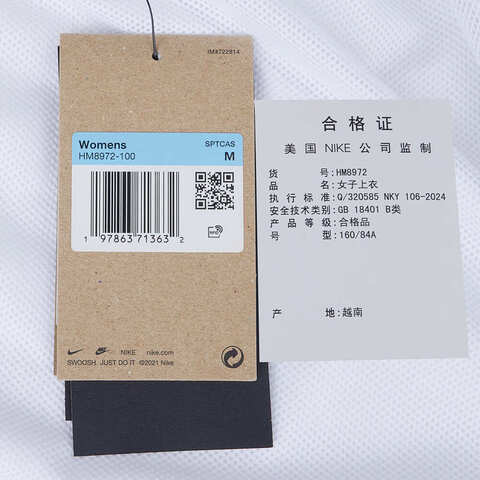 IM8722814
Womens
SPTCAS
HM8972-100
M
1 97863 71363 2
RFID
NIKE
nike.com
SWOOSH. JUST DO IT ©2021 Nike
合格证
美国 NIKE 公司监制
货号:HM8972
品名:女子上衣
执行标准:Q/320585 NKY 106-2024
安全技术类别:GB 18401 B类
产品等级:合格品
号型:160/84A
产地:越南